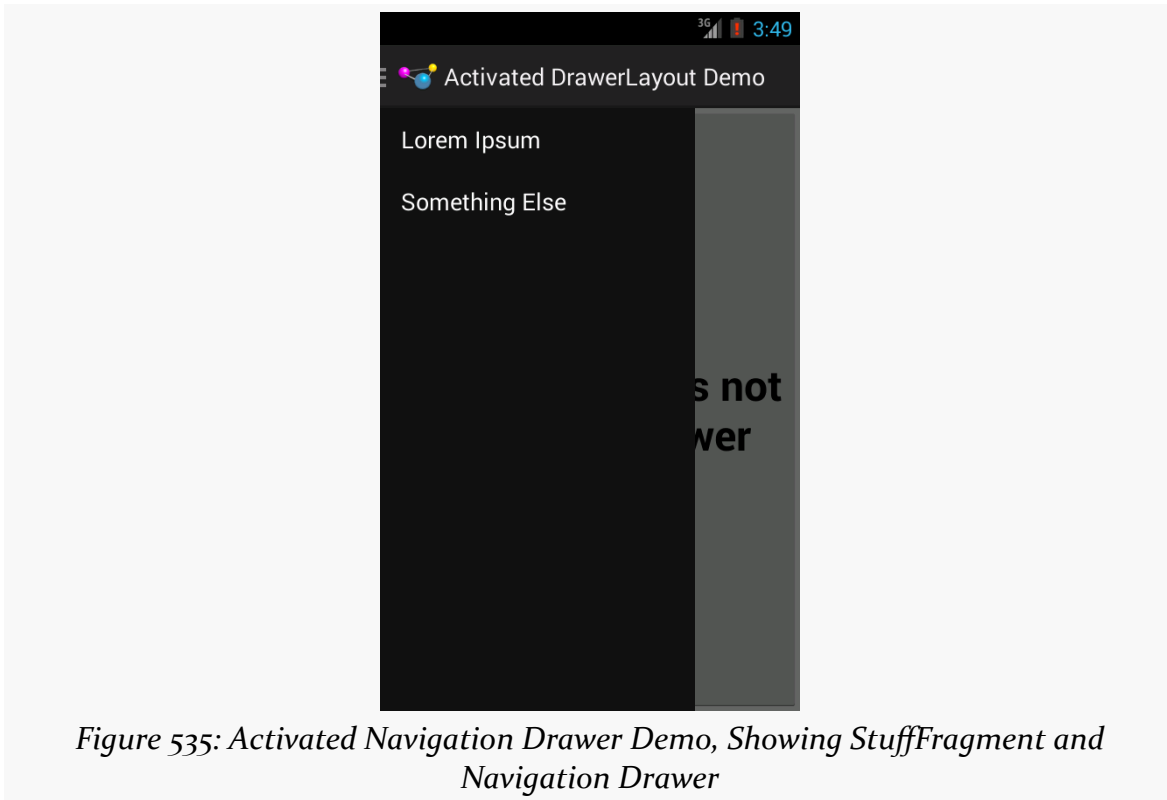 3G
3:49
Activated DrawerLayout Demo
Lorem Ipsum
Something Else
s not
wer
Figure 535: Activated Navigation Drawer Demo, Showing StuffFragment and
Navigation Drawer